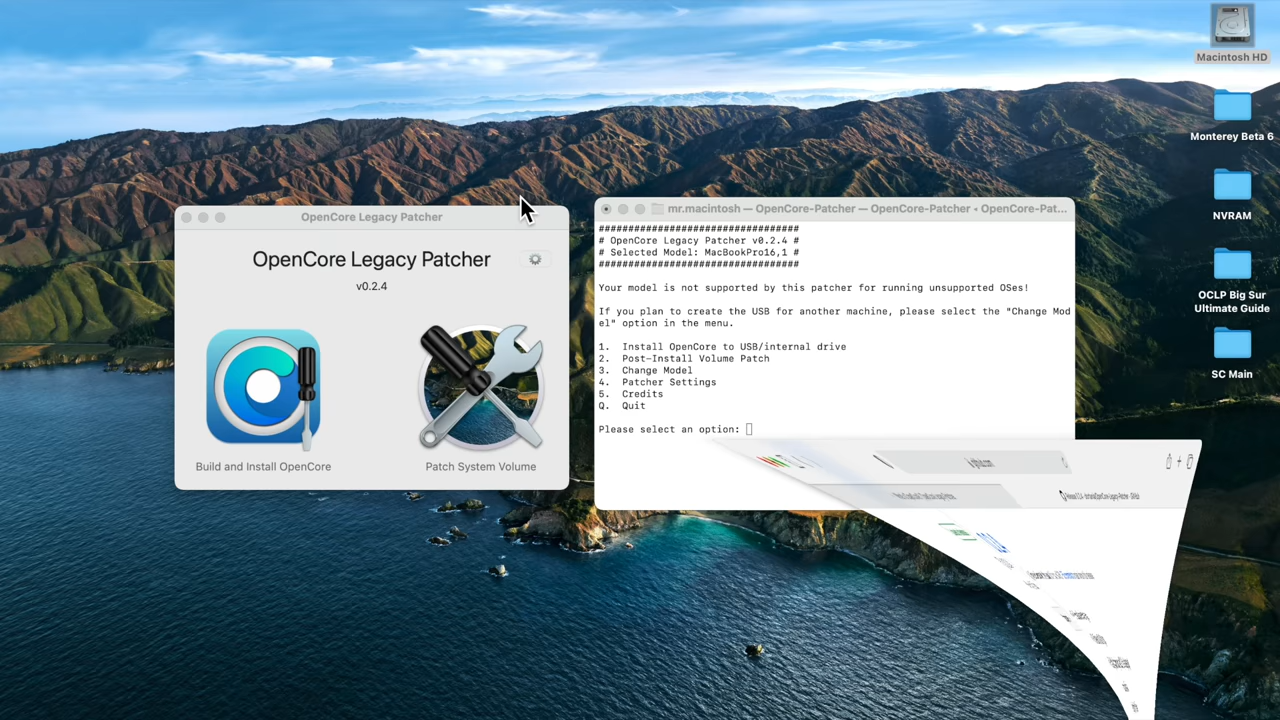 Macintosh HD
Monterey Beta 6
NVRAM
OCLP Big Sur
Ultimate Guide
SC Main
OpenCore Legacy Patcher
OpenCore Legacy Patcher
v0.2.4
Build and Install OpenCore
Patch System Volume
mr.macintosh — OpenCore-Patcher — OpenCore-Patcher ◂ OpenCore-Pat...
#################################
# OpenCore Legacy Patcher v0.2.4 #
# Selected Model: MacBookPro16,1 #
#################################
Your model is not supported by this patcher for running unsupported OSes!
If you plan to create the USB for another machine, please select the "Change Mod
el" option in the menu.
1. Install OpenCore to USB/internal drive
2. Post-Install Volume Patch
3. Change Model
4. Patcher Settings
5. Credits
Q. Quit
Please select an option: